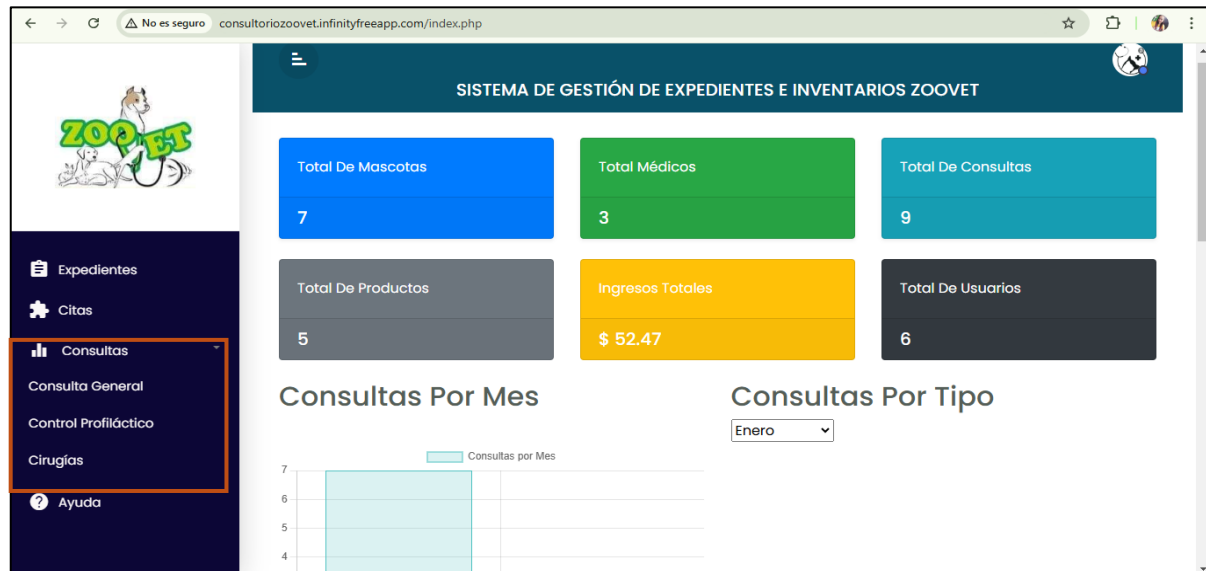 No es seguro consultoriozoovet.infinityfreeapp.com/index.php
SISTEMA DE GESTIÓN DE EXPEDIENTES E INVENTARIOS ZOOVET
ZOOVET
Expedientes
Citas
Consultas
Consulta General
Control Profiláctico
Cirugías
Ayuda
Total De Mascotas
7
Total Médicos
3
Total De Consultas
9
Total De Productos
5
Ingresos Totales
$ 52.47
Total De Usuarios
6
Consultas Por Mes
Consultas por Mes
7
6
5
4
Consultas Por Tipo
Enero